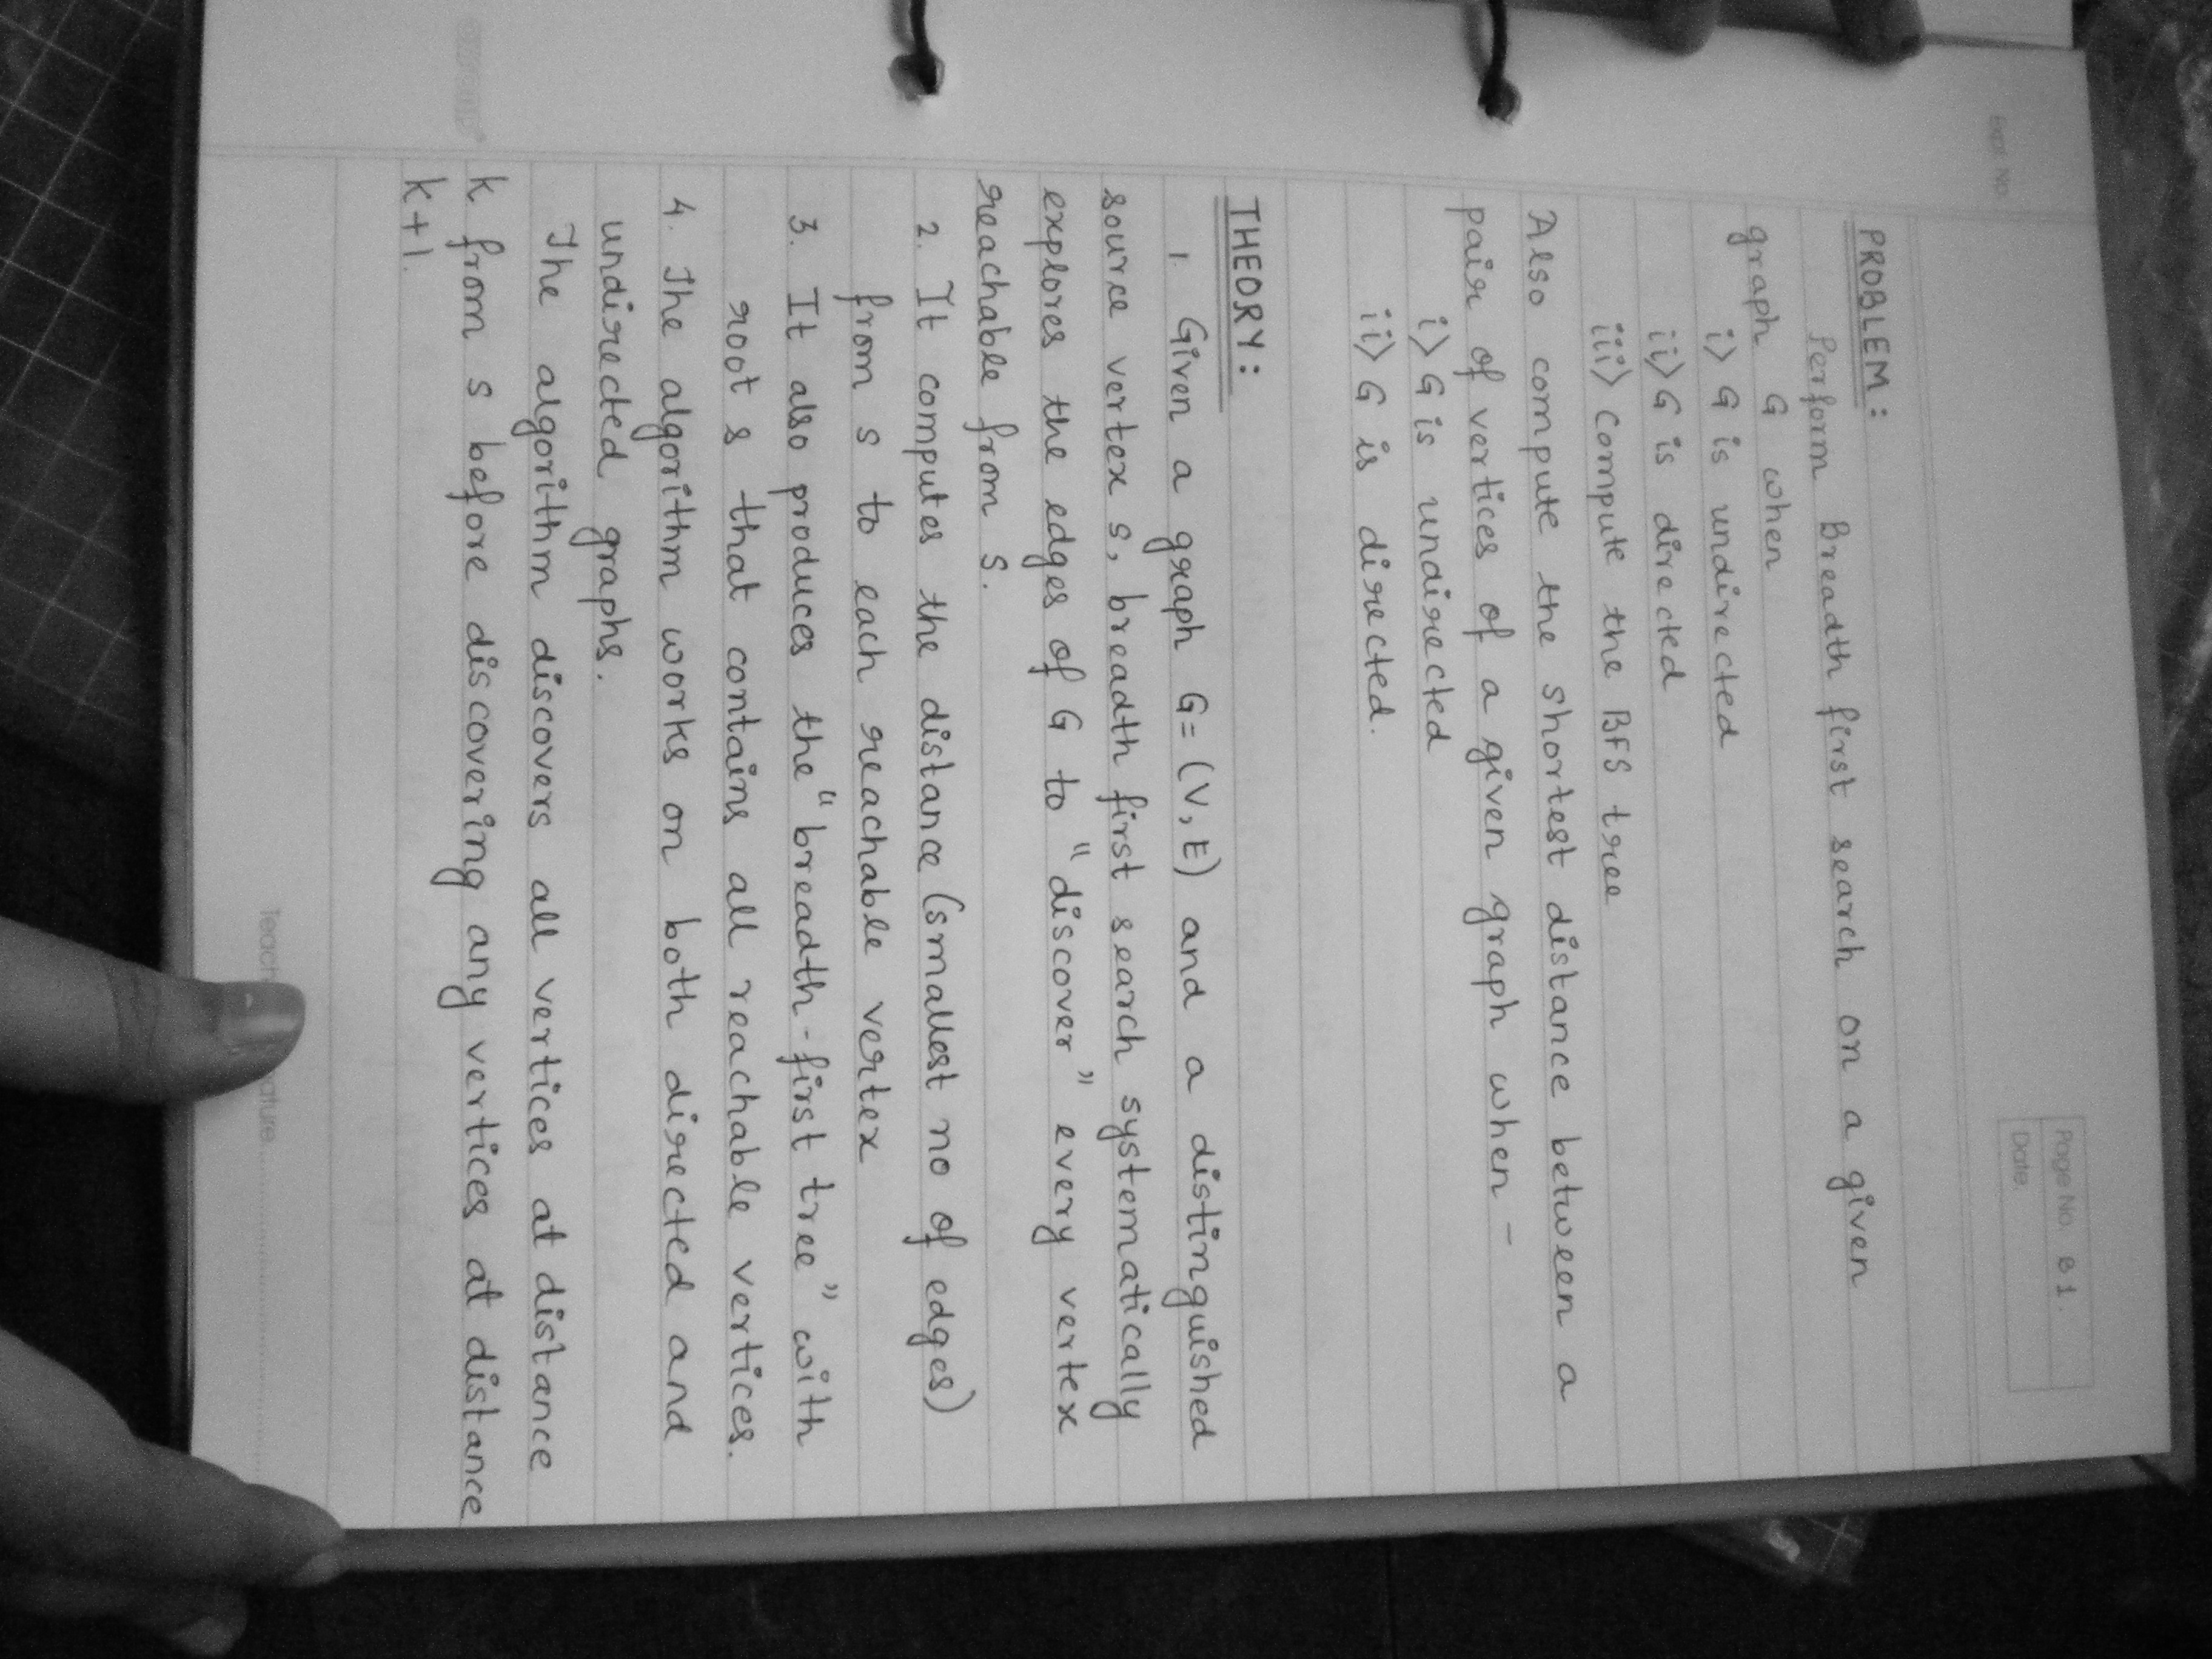 Expt. No.
Page No. 81.
Date.
PROBLEM:
Perform Breadth first search on a given
graph G when
i> G is undirected
ii> G is directed
iii> compute the BFS tree
Also compute the shortest distance between a
pair of vertices of a given graph when -
i> G is undirected
ii> G is directed.
THEORY:
1. Given a graph G=(V,E) and a distinguished
source vertex s, breadth first search systematically
explores the edges of G to "discover" every vertex
reachable from s.
2. It computes the distance (smallest no of edges)
from s to each reachable vertex
3. It also produces the "breadth-first tree" with
root s that contains all reachable vertices.
4. The algorithm works on both directed and
undirected graphs.
The algorithm discovers all vertices at distance
k from s before discovering any vertices at distance
k+1.